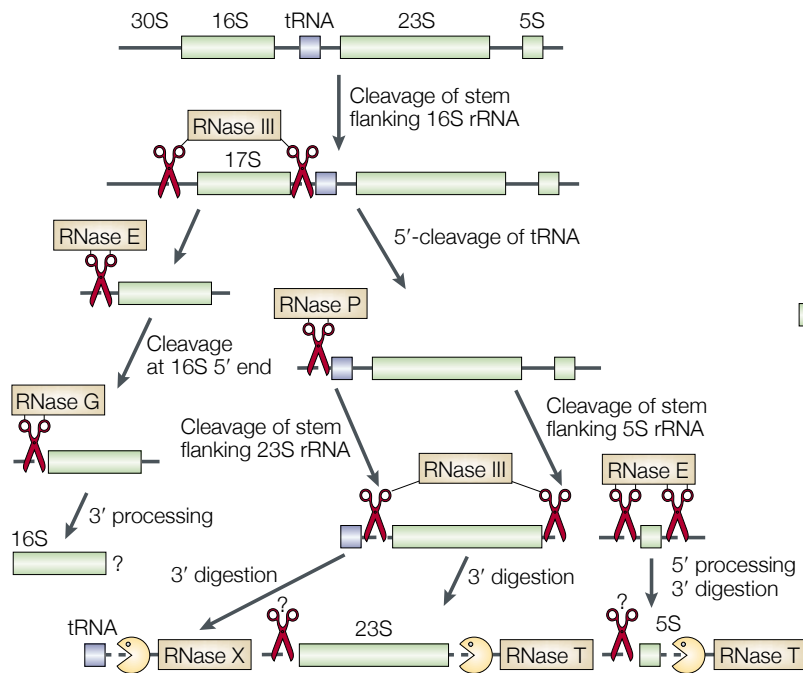 30S 16S tRNA 23S 5S
Cleavage of stem
flanking 16S rRNA
RNase III
17S
RNase E
5′-cleavage of tRNA
RNase P
Cleavage
at 16S 5′ end
RNase G
Cleavage of stem
flanking 23S rRNA
Cleavage of stem
flanking 5S rRNA
RNase III
RNase E
3′ processing
16S
?
3′ digestion
3′ digestion
5′ processing
3′ digestion
tRNA
RNase X
?
23S
RNase T
?
5S
RNase T